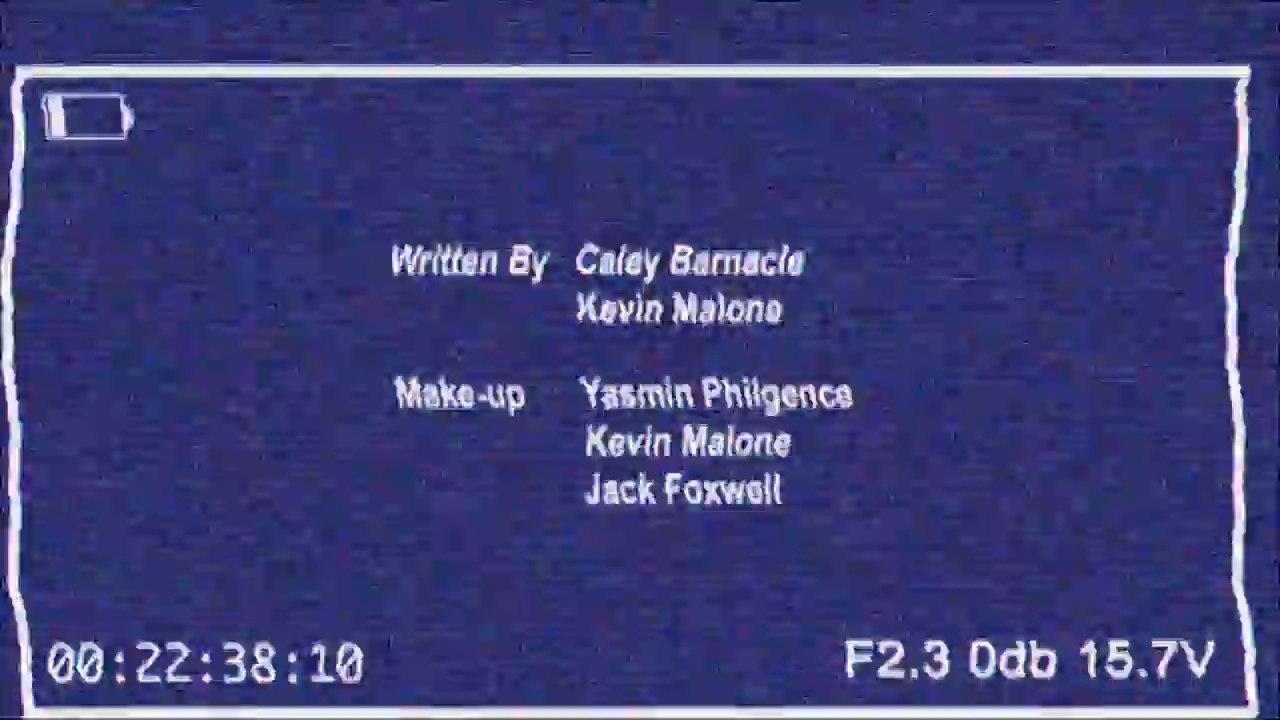 Written By Caley Barnacle
Kevin Malone
Make-up Yasmin Philgence
Kevin Malone
Jack Foxwell
00:22:38:10
F2.3 0db 15.7V